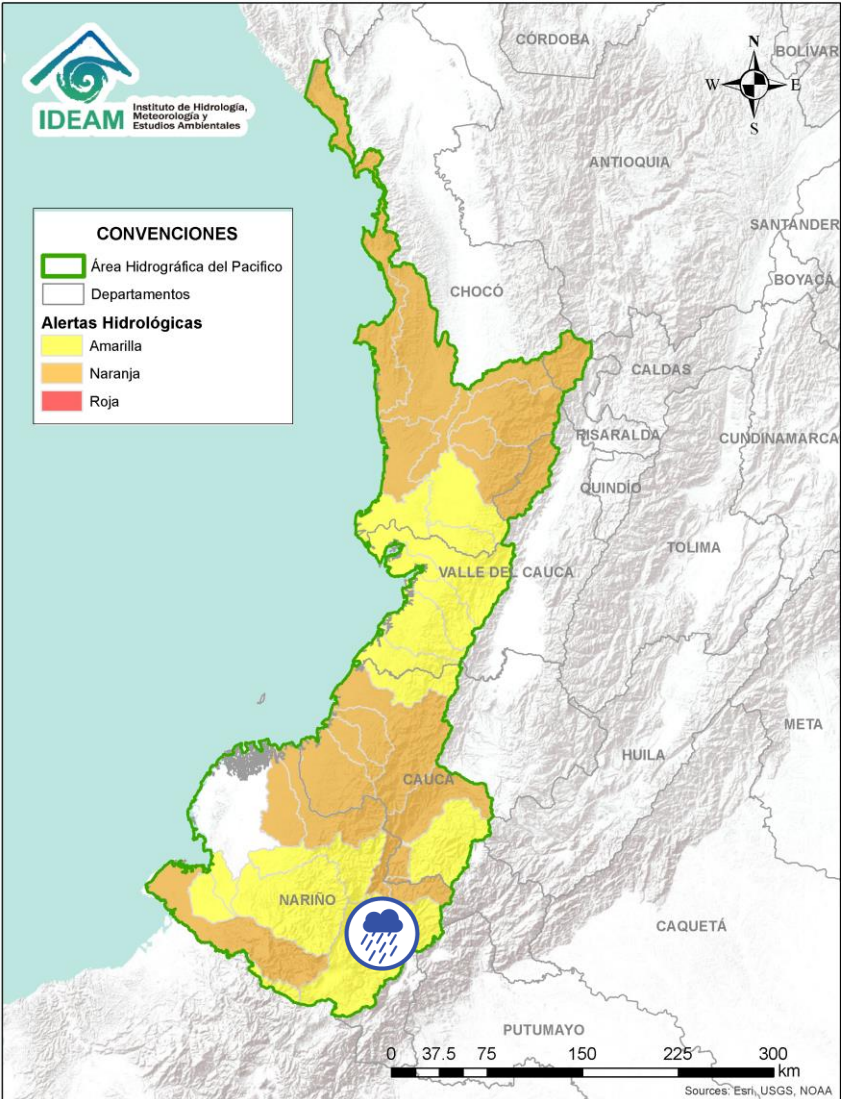 IDEAM
Instituto de Hidrología,
Meteorología y
Estudios Ambientales
N
W
E
S
CONVENCIONES
Área Hidrográfica del Pacifico
Departamentos
Alertas Hidrológicas
Amarilla
Naranja
Roja
CÓRDOBA
BOLÍVAR
ANTIOQUIA
SANTANDER
BOYACÁ
CHOCÓ
CALDAS
RISARALDA
CUNDINAMARCA
QUINDÍO
TOLIMA
VALLE DEL CAUCA
META
HUILA
CAUCA
NARIÑO
CAQUETÁ
PUTUMAYO
0 37.5 75 150 225 300
km
Sources: Esri, USGS, NOAA